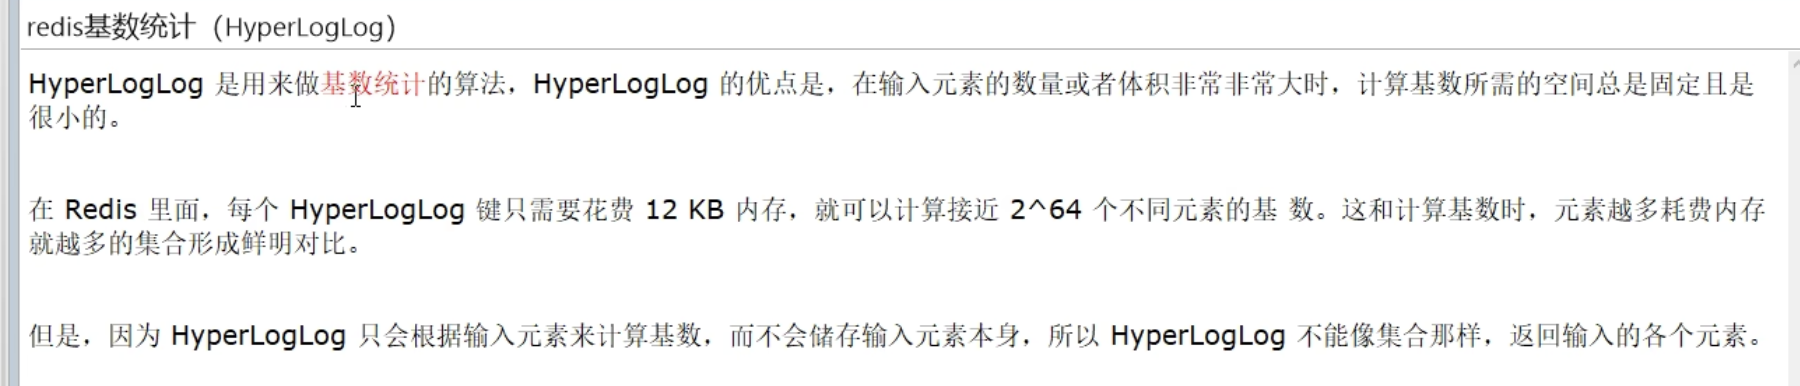 redis基数统计（HyperLogLog）
HyperLogLog 是用来做基数统计的算法，HyperLogLog 的优点是，在输入元素的数量或者体积非常非常大时，计算基数所需的空间总是固定且是
很小的。
在 Redis 里面，每个 HyperLogLog 键只需要花费 12 KB 内存，就可以计算接近 2^64 个不同元素的基 数。这和计算基数时，元素越多耗费内存
就越多的集合形成鲜明对比。
但是，因为 HyperLogLog 只会根据输入元素来计算基数，而不会储存输入元素本身，所以 HyperLogLog 不能像集合那样，返回输入的各个元素。